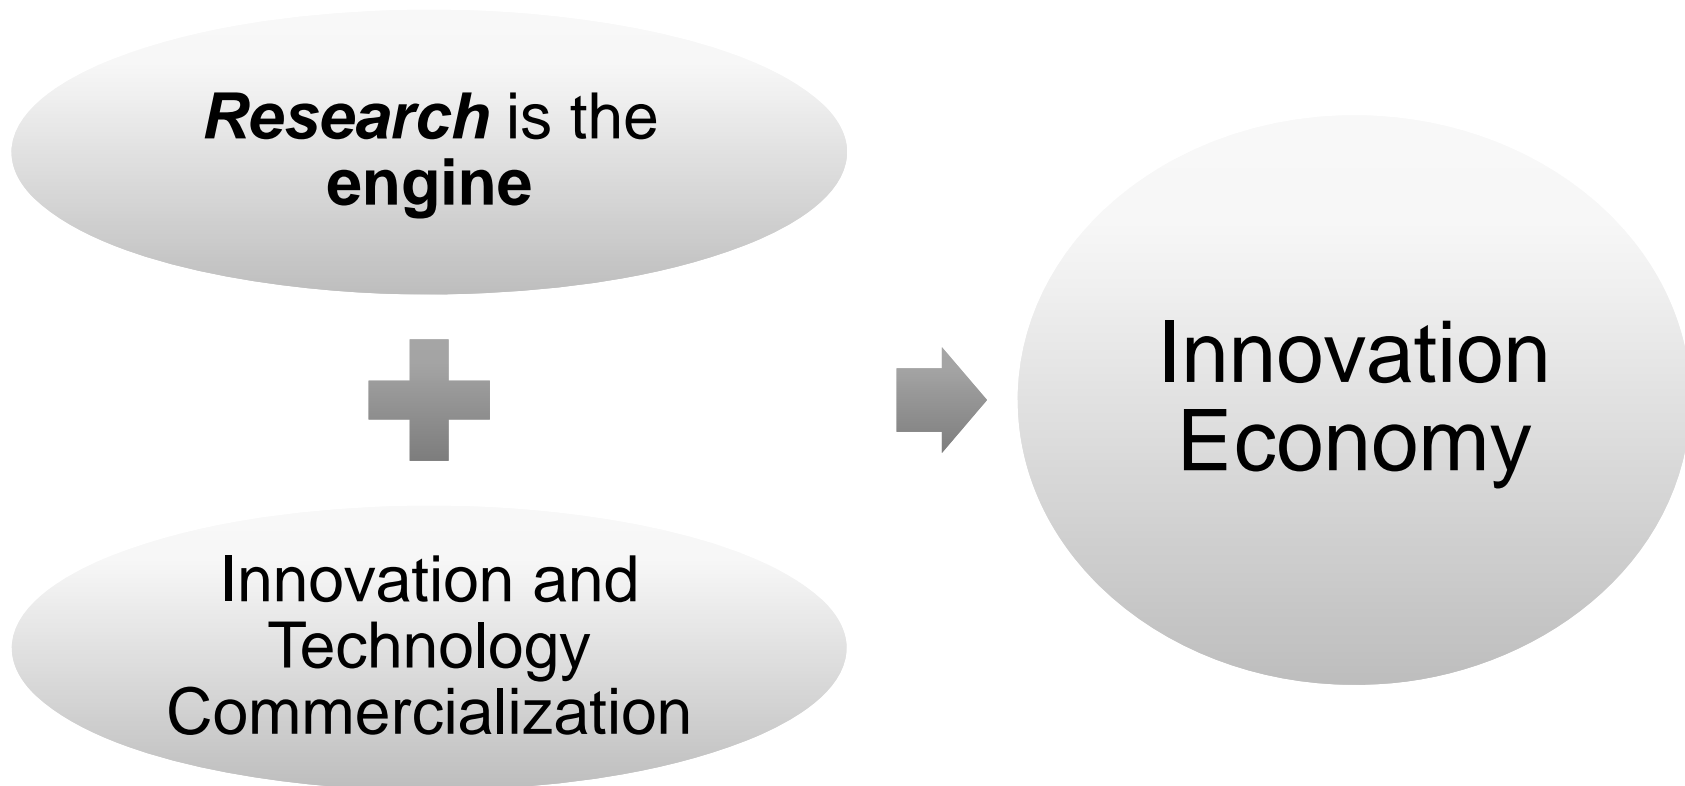 Research is the
engine
Innovation and
Technology
Commercialization
Innovation
Economy